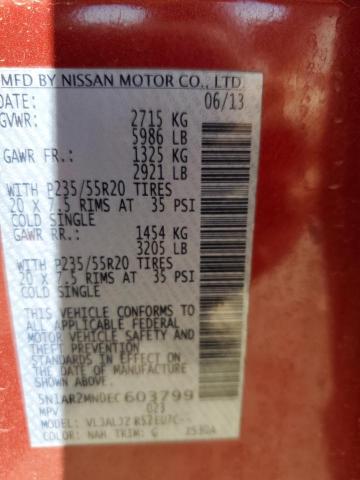 MFD BY NISSAN MOTOR CO., LTD
DATE: 06/13
GVWR: 2715 KG
5986 LB
GAWR FR.: 1325 KG
2921 LB
WITH P235/55R20 TIRES
20 X 7.5 RIMS AT 35 PSI
COLD SINGLE
GAWR RR.: 1454 KG
3205 LB
WITH P235/55R20 TIRES
20 X 7.5 RIMS AT 35 PSI
COLD SINGLE
THIS VEHICLE CONFORMS TO
ALL APPLICABLE FEDERAL
MOTOR VEHICLE SAFETY AND
THEFT PREVENTION
STANDARDS IN EFFECT ON
THE DATE OF MANUFACTURE
SHOWN ABOVE.
5N1AR2MN0EC603799
MPV 023
MODEL:
COLOR: NAH TRIM: G